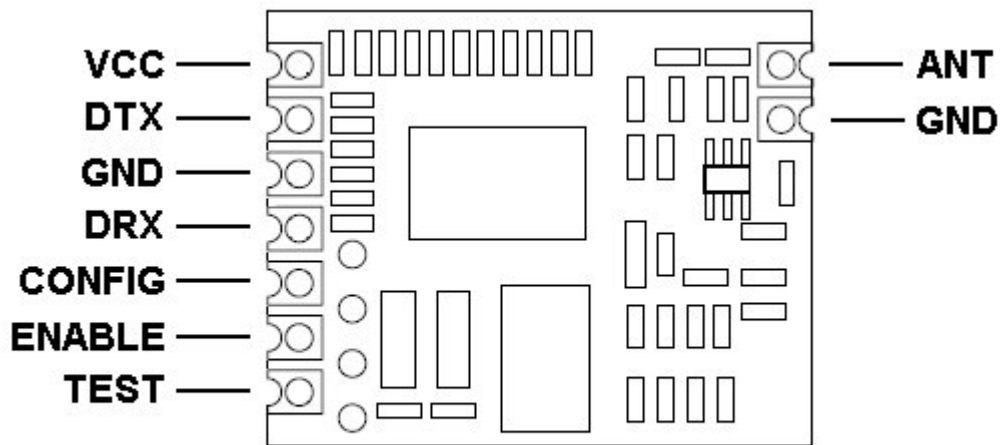 VCC
DTX
GND
DRX
CONFIG
ENABLE
TEST
ANT
GND